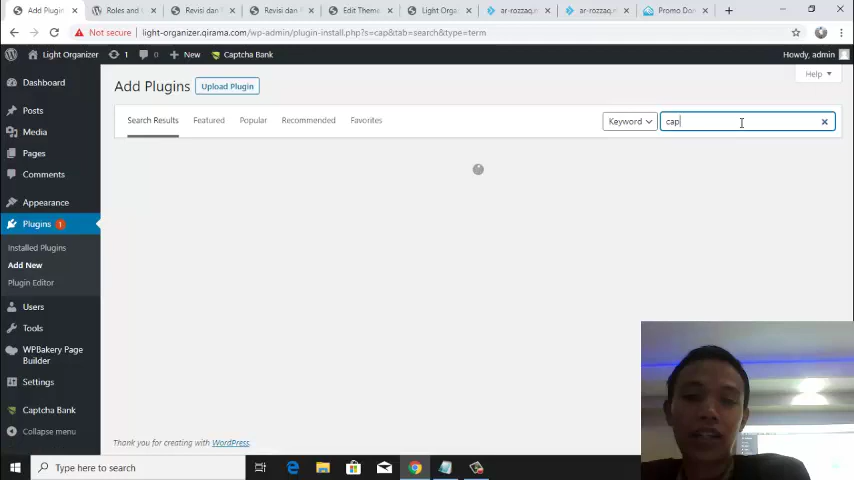 Add Plugin
Roles and
Revisi dan
Revisi dan
Edit Theme
Light Orga
ar-rozzaq.n
ar-rozzaq.n
Promo Don
Not secure
light-organizer.qirama.com/wp-admin/plugin-install.php?s=cap&tab=search&type=term
Light Organizer
1
0
New
Captcha Bank
Howdy, admin
Dashboard
Posts
Media
Pages
Comments
Appearance
Plugins 1
Installed Plugins
Add New
Plugin Editor
Users
Tools
WPBakery Page
Builder
Settings
Captcha Bank
Collapse menu
Help
Add Plugins
Upload Plugin
Search Results
Featured
Popular
Recommended
Favorites
Keyword
cap
Thank you for creating with WordPress.
Type here to search